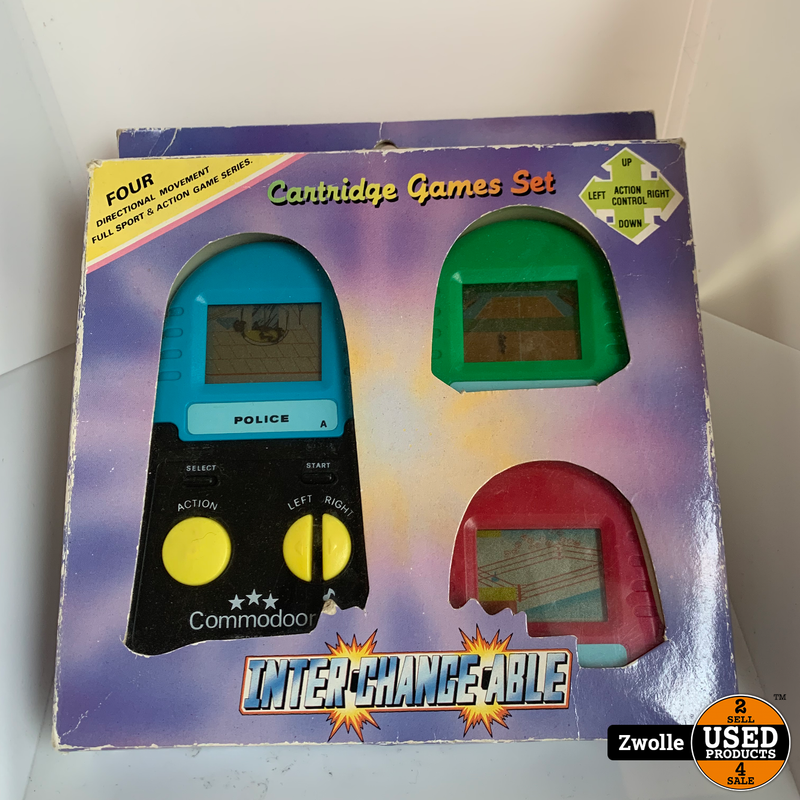 FOUR
DIRECTIONAL MOVEMENT
FULL SPORT & ACTION GAME SERIES.
Cartridge Games Set
UP
LEFT ACTION RIGHT
CONTROL
DOWN
POLICE
A
SELECT
START
ACTION
LEFT RIGHT
Commodoor
INTER-CHANGE-ABLE
Zwolle
2
SELL
USED
PRODUCTS
4
SALE
TM